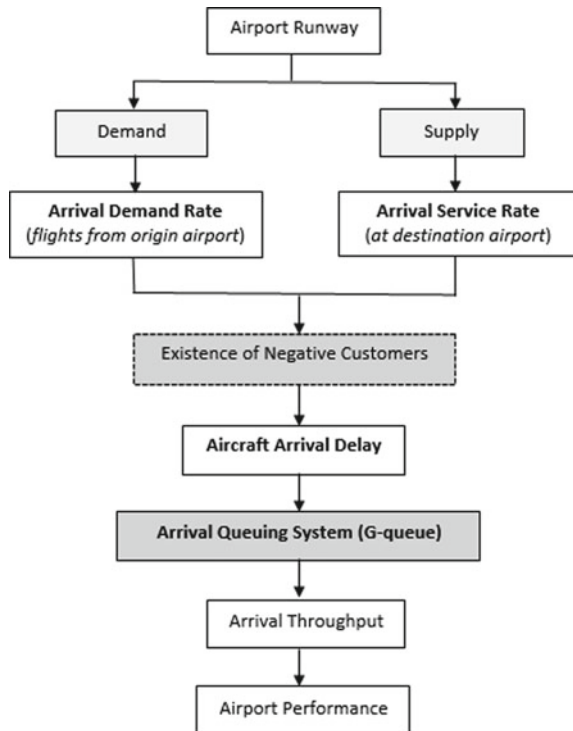 Airport Runway
Demand
Supply
Arrival Demand Rate
(flights from origin airport)
Arrival Service Rate
(at destination airport)
Existence of Negative Customers
Aircraft Arrival Delay
Arrival Queuing System (G-queue)
Arrival Throughput
Airport Performance